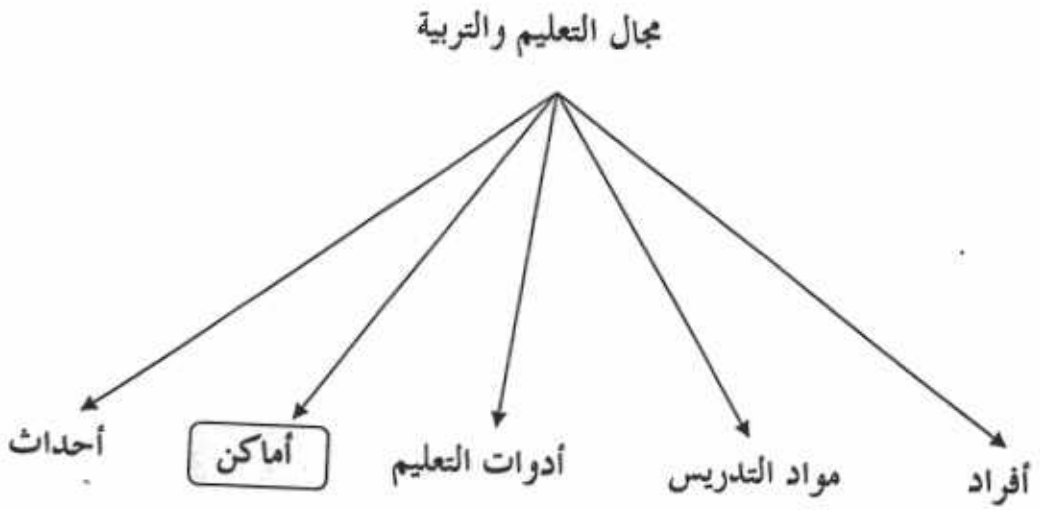 مجال التعليم والتربية
أفراد
مواد التدريس
أدوات التعليم
أماكن
أحداث